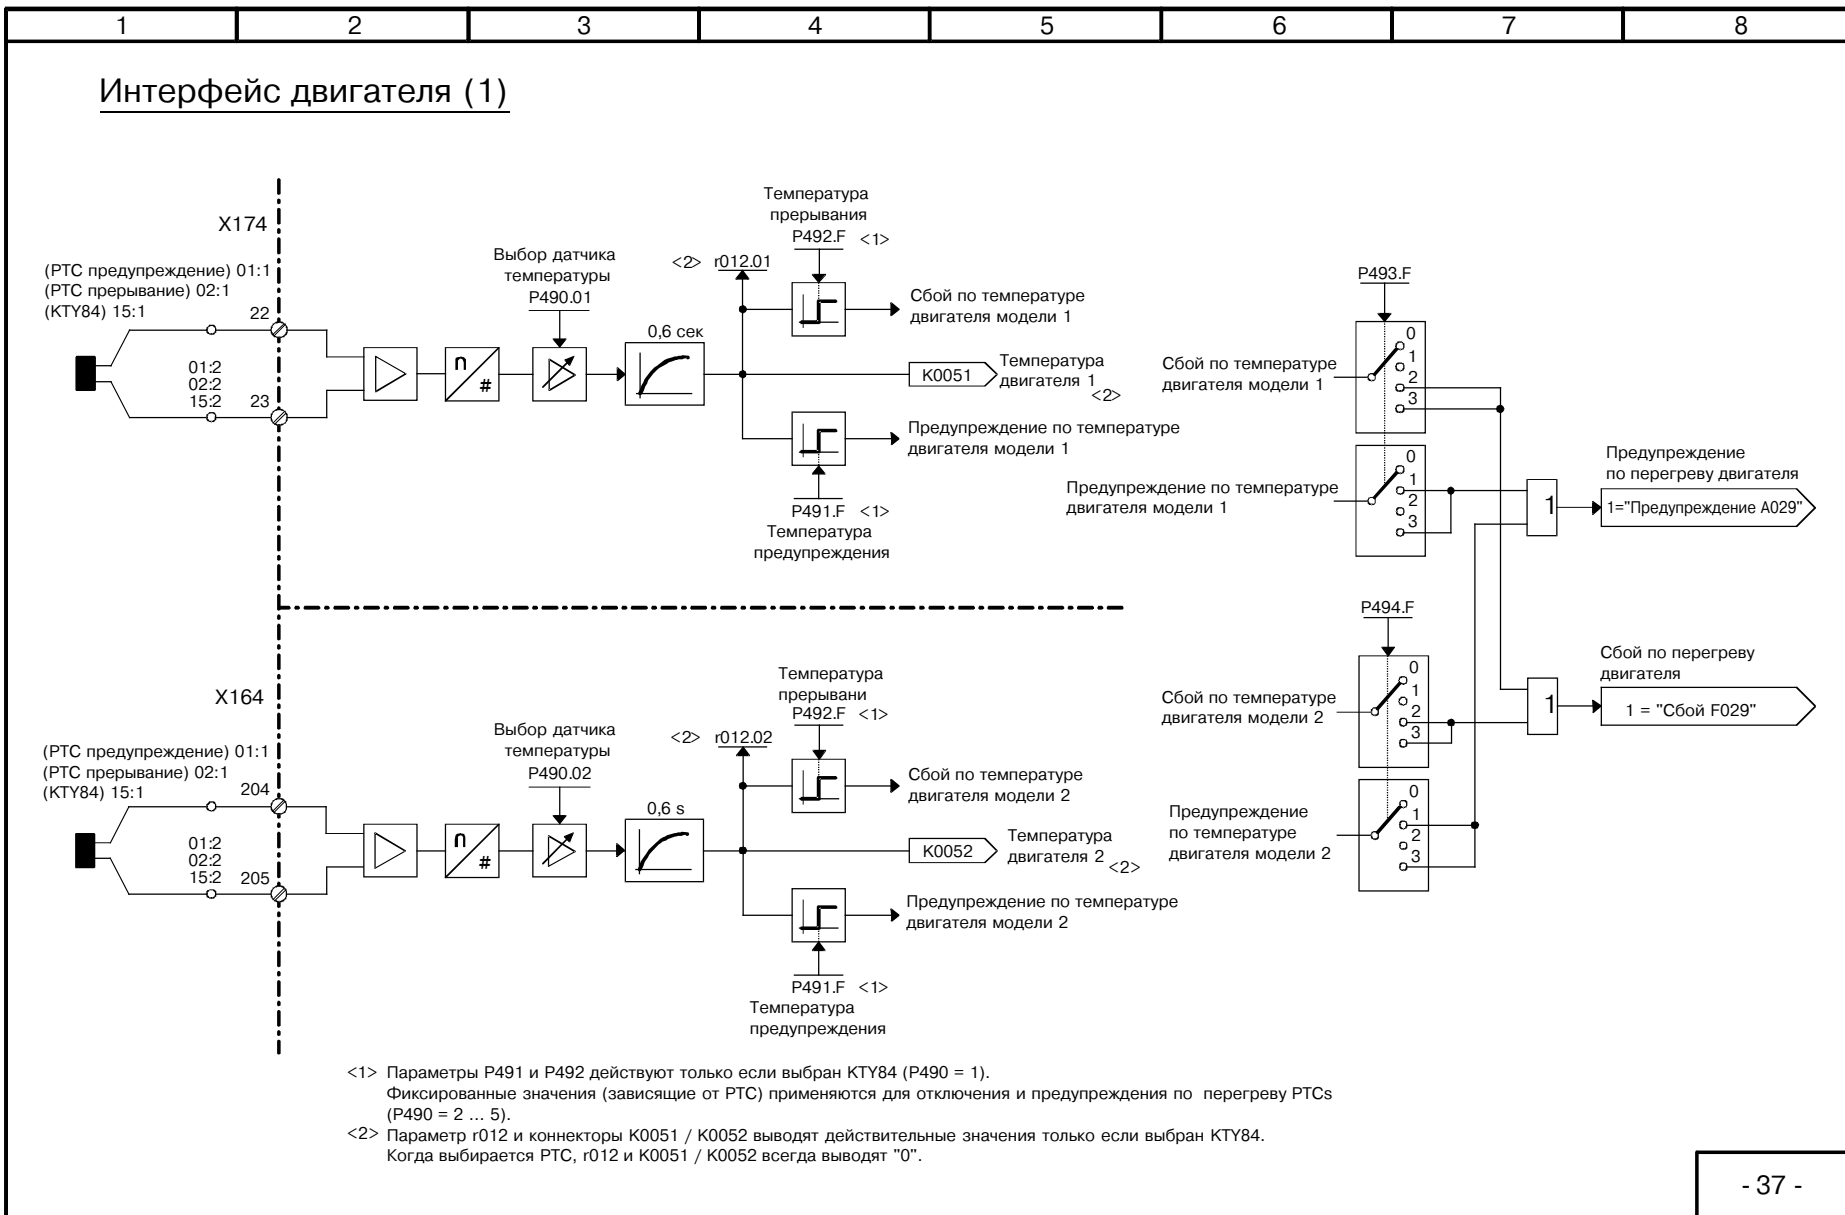 1 2 3 4 5 6 7 8
Интерфейс двигателя (1)
X174
(PTC предупреждение) 01:1
(PTC прерывание) 02:1
(KTY84) 15:1
22
01:2
02:2
15:2
23
n
#
Выбор датчика
температуры
P490.01
0,6 сек
<2> r012.01
Температура
прерывания
P492.F <1>
Сбой по температуре
двигателя модели 1
K0051
Температура
двигателя 1
<2>
Предупреждение по температуре
двигателя модели 1
P491.F <1>
Температура
предупреждения
P493.F
Сбой по температуре
двигателя модели 1
0
1
2
3
Предупреждение по температуре
двигателя модели 1
0
1
2
3
1
Предупреждение
по перегреву двигателя
1="Предупреждение A029"
X164
(PTC предупреждение) 01:1
(PTC прерывание) 02:1
(KTY84) 15:1
204
01:2
02:2
15:2
205
n
#
Выбор датчика
температуры
P490.02
0,6 s
<2> r012.02
Температура
прерывани
P492.F <1>
Сбой по температуре
двигателя модели 2
K0052
Температура
двигателя 2
<2>
Предупреждение по температуре
двигателя модели 2
P491.F <1>
Температура
предупреждения
P494.F
Сбой по температуре
двигателя модели 2
0
1
2
3
Предупреждение
по температуре
двигателя модели 2
0
1
2
3
1
Сбой по перегреву
двигателя
1 = "Сбой F029"
<1> Параметры P491 и P492 действуют только если выбран KTY84 (P490 = 1).
Фиксированные значения (зависящие от PTC) применяются для отключения и предупреждения по перегреву PTCs
(P490 = 2 ... 5).
<2> Параметр r012 и коннекторы K0051 / K0052 выводят действительные значения только если выбран KTY84.
Когда выбирается PTC, r012 и K0051 / K0052 всегда выводят "0".
- 37 -